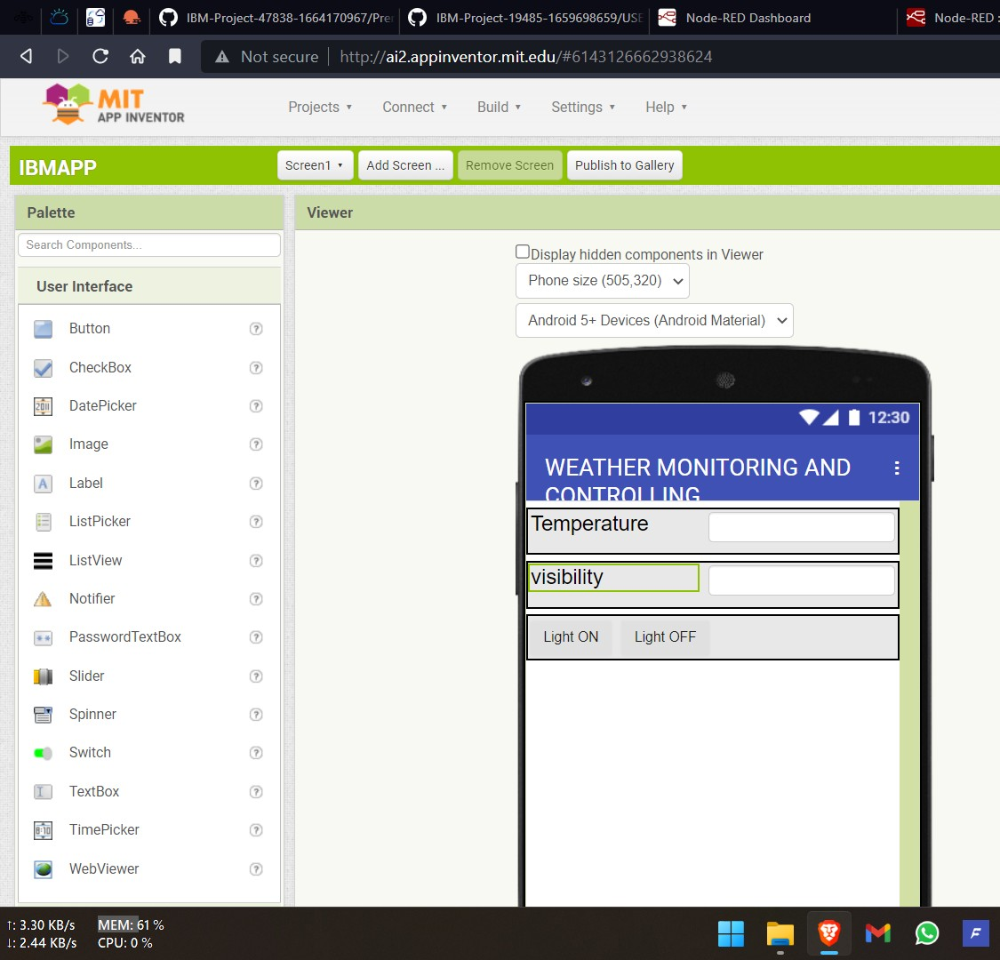 IBM-Project-47838-1664170967/Pre
IBM-Project-19485-1659698659/USE
Node-RED Dashboard
Node-RED :
Not secure
http://ai2.appinventor.mit.edu/#6143126662938624
MIT
APP INVENTOR
Projects
Connect
Build
Settings
Help
IBMAPP
Screen1
Add Screen ...
Remove Screen
Publish to Gallery
Palette
Search Components...
User Interface
Button
?
CheckBox
?
DatePicker
?
Image
?
Label
?
ListPicker
?
ListView
?
Notifier
?
PasswordTextBox
?
Slider
?
Spinner
?
Switch
?
TextBox
?
TimePicker
?
WebViewer
?
Viewer
Display hidden components in Viewer
Phone size (505,320)
Android 5+ Devices (Android Material)
12:30
WEATHER MONITORING AND
CONTROLLING
Temperature
visibility
Light ON
Light OFF
↑: 3.30 KB/s
↓: 2.44 KB/s
MEM: 61 %
CPU: 0 %